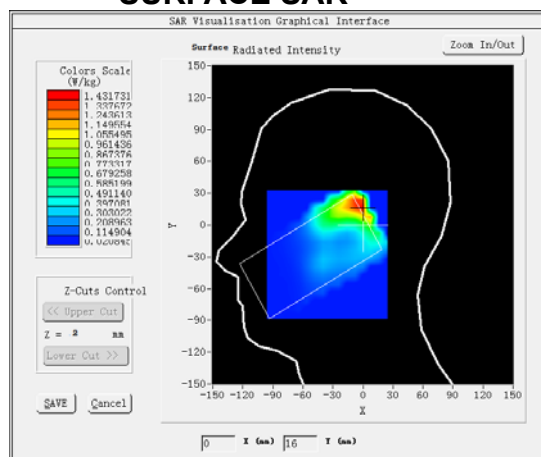 SURFACE SAR
SAR Visualisation Graphical Interface
Surface Radiated Intensity
Zoom In/Out
Colors Scale
(W/kg)
1.431731
1.337672
1.243613
1.149554
1.055495
0.961436
0.867376
0.773317
0.679258
0.585199
0.491140
0.397081
0.303022
0.208963
0.114904
0.020845
Z-Cuts Control
<< Upper Cut
Z = 2 mm
Lower Cut >>
SAVE
Cancel
150
120
90
60
30
0
-30
-60
-90
-120
-150
Y
-150 -120 -90 -60 -30 0 30 60 90 120 150
X
0 X (mm) 16 Y (mm)